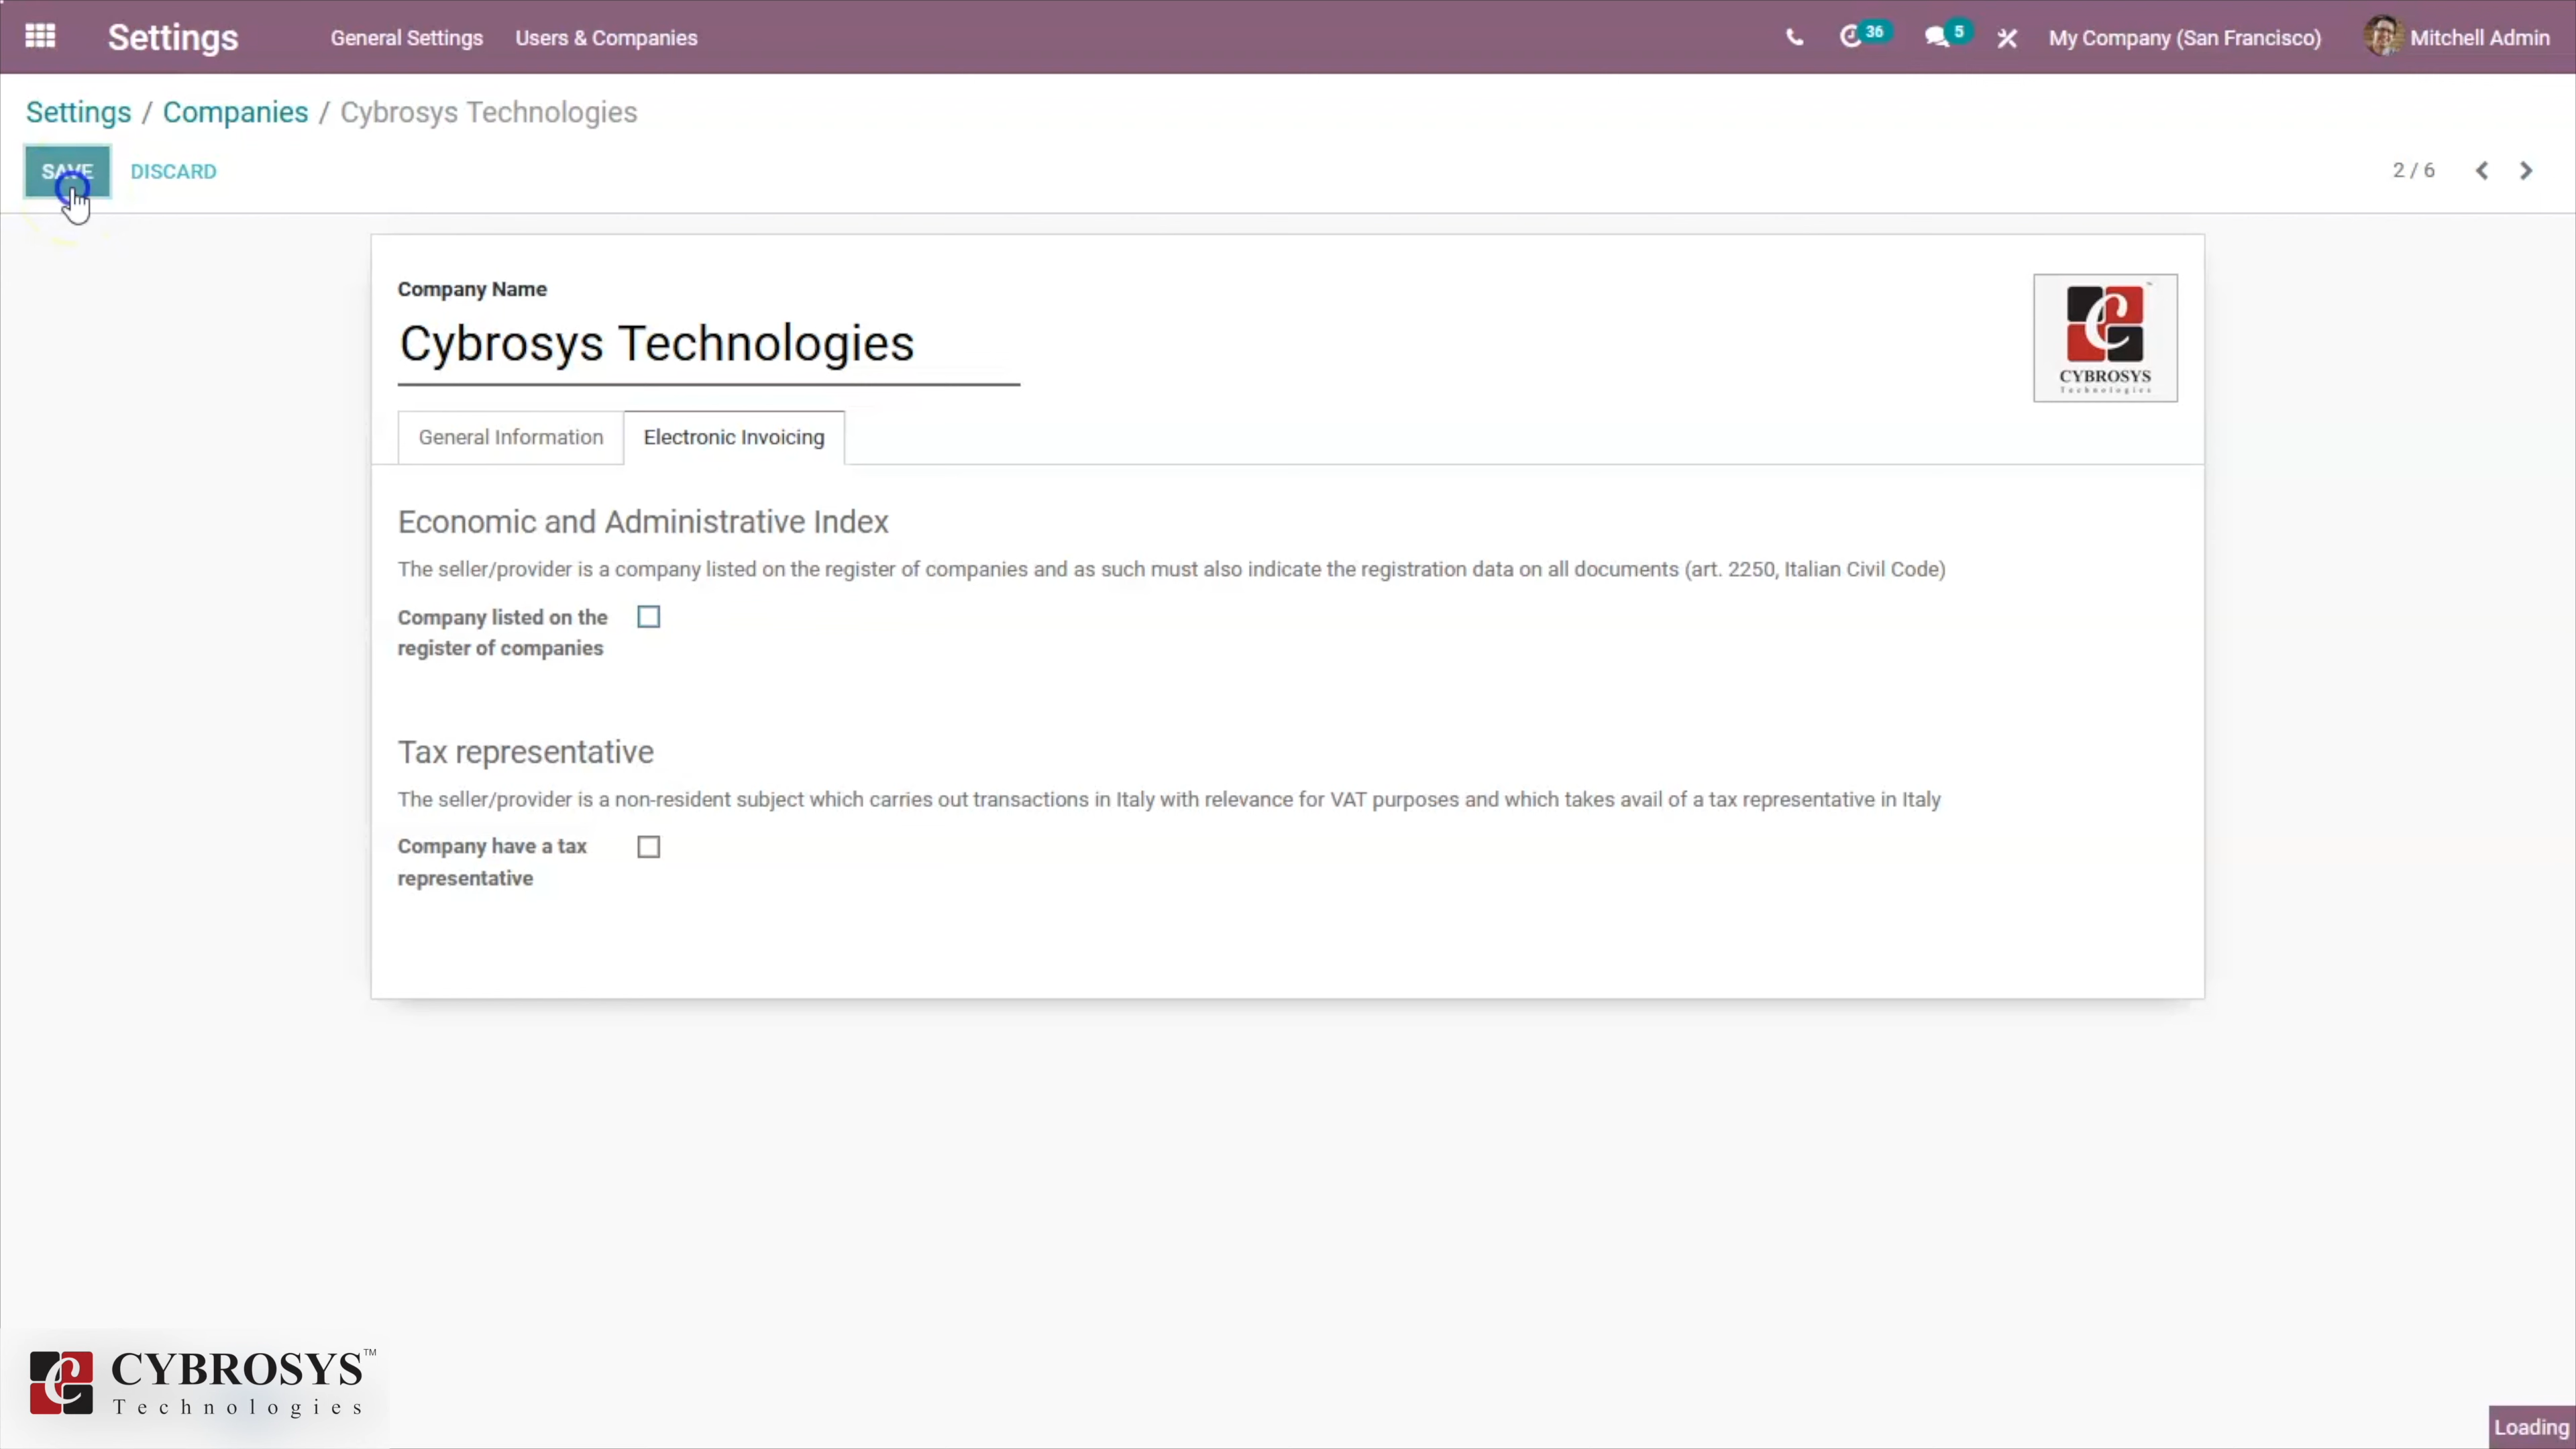 Settings General Settings Users & Companies 36 5 My Company (San Francisco) Mitchell Admin
Settings / Companies / Cybrosys Technologies
SAVE DISCARD 2 / 6
Company Name
Cybrosys Technologies
CYBROSYS
Technologies
General Information Electronic Invoicing
Economic and Administrative Index
The seller/provider is a company listed on the register of companies and as such must also indicate the registration data on all documents (art. 2250, Italian Civil Code)
Company listed on the
register of companies
Tax representative
The seller/provider is a non-resident subject which carries out transactions in Italy with relevance for VAT purposes and which takes avail of a tax representative in Italy
Company have a tax
representative
CYBROSYS™
Technologies
Loading